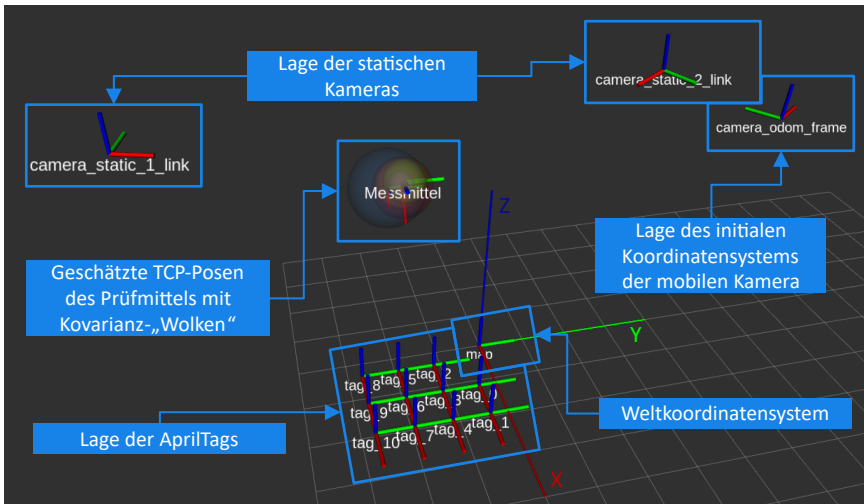 Lage der statischen
Kameras
camera_static_2_link
camera_odom_frame
camera_static_1_link
Messmittel
Z
Lage des initialen
Koordinatensystems
der mobilen Kamera
Geschätzte TCP-Posen
des Prüfmittels mit
Kovarianz-„Wolken“
Y
map
tag_8
tag_5
tag_2
tag_9
tag_6
tag_3
tag_0
Weltkoordinatensystem
tag_10
tag_7
tag_4
tag_1
Lage der AprilTags
X